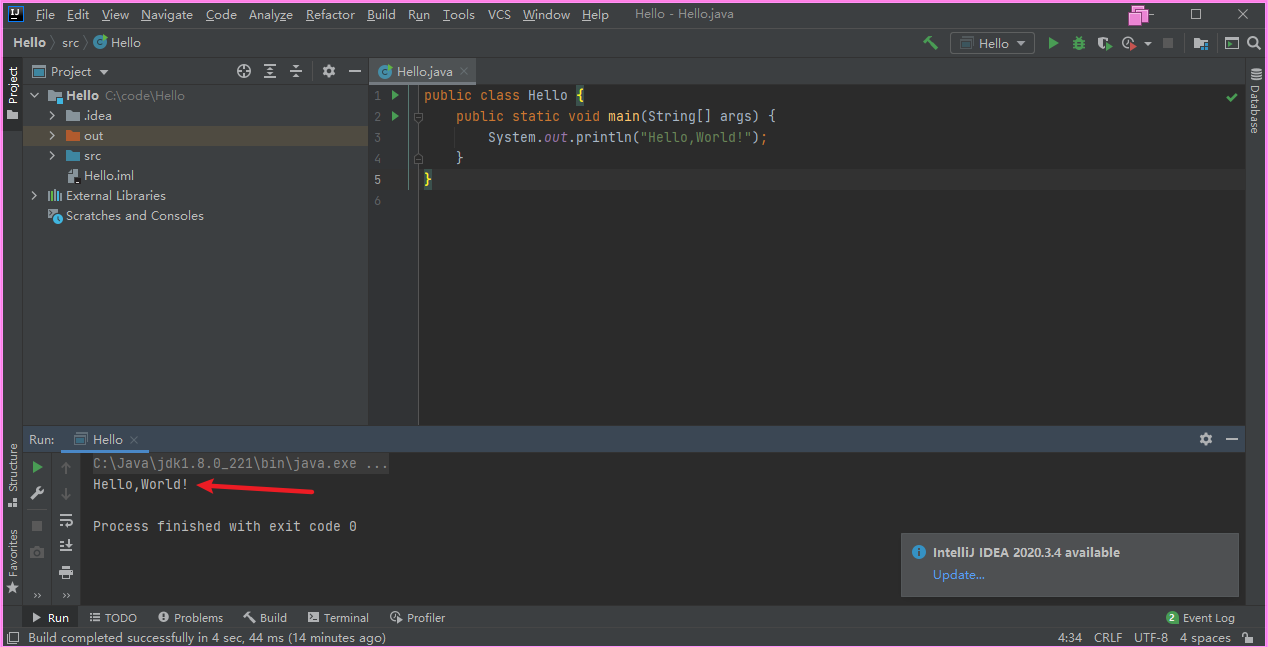 IJ File Edit View Navigate Code Analyze Refactor Build Run Tools VCS Window Help Hello - Hello.java
Hello src Hello
Hello
Project
Project
Hello.java
Hello C:\code\Hello
.idea
out
src
Hello.iml
External Libraries
Scratches and Consoles
1 public class Hello {
2 public static void main(String[] args) {
3 System.out.println("Hello,World!");
4 }
5 }
6
Database
Run: Hello
C:\Java\jdk1.8.0_221\bin\java.exe ...
Hello,World!
Process finished with exit code 0
Structure
Favorites
IntelliJ IDEA 2020.3.4 available
Update...
Run TODO Problems Build Terminal Profiler 2 Event Log
Build completed successfully in 4 sec, 44 ms (14 minutes ago) 4:34 CRLF UTF-8 4 spaces